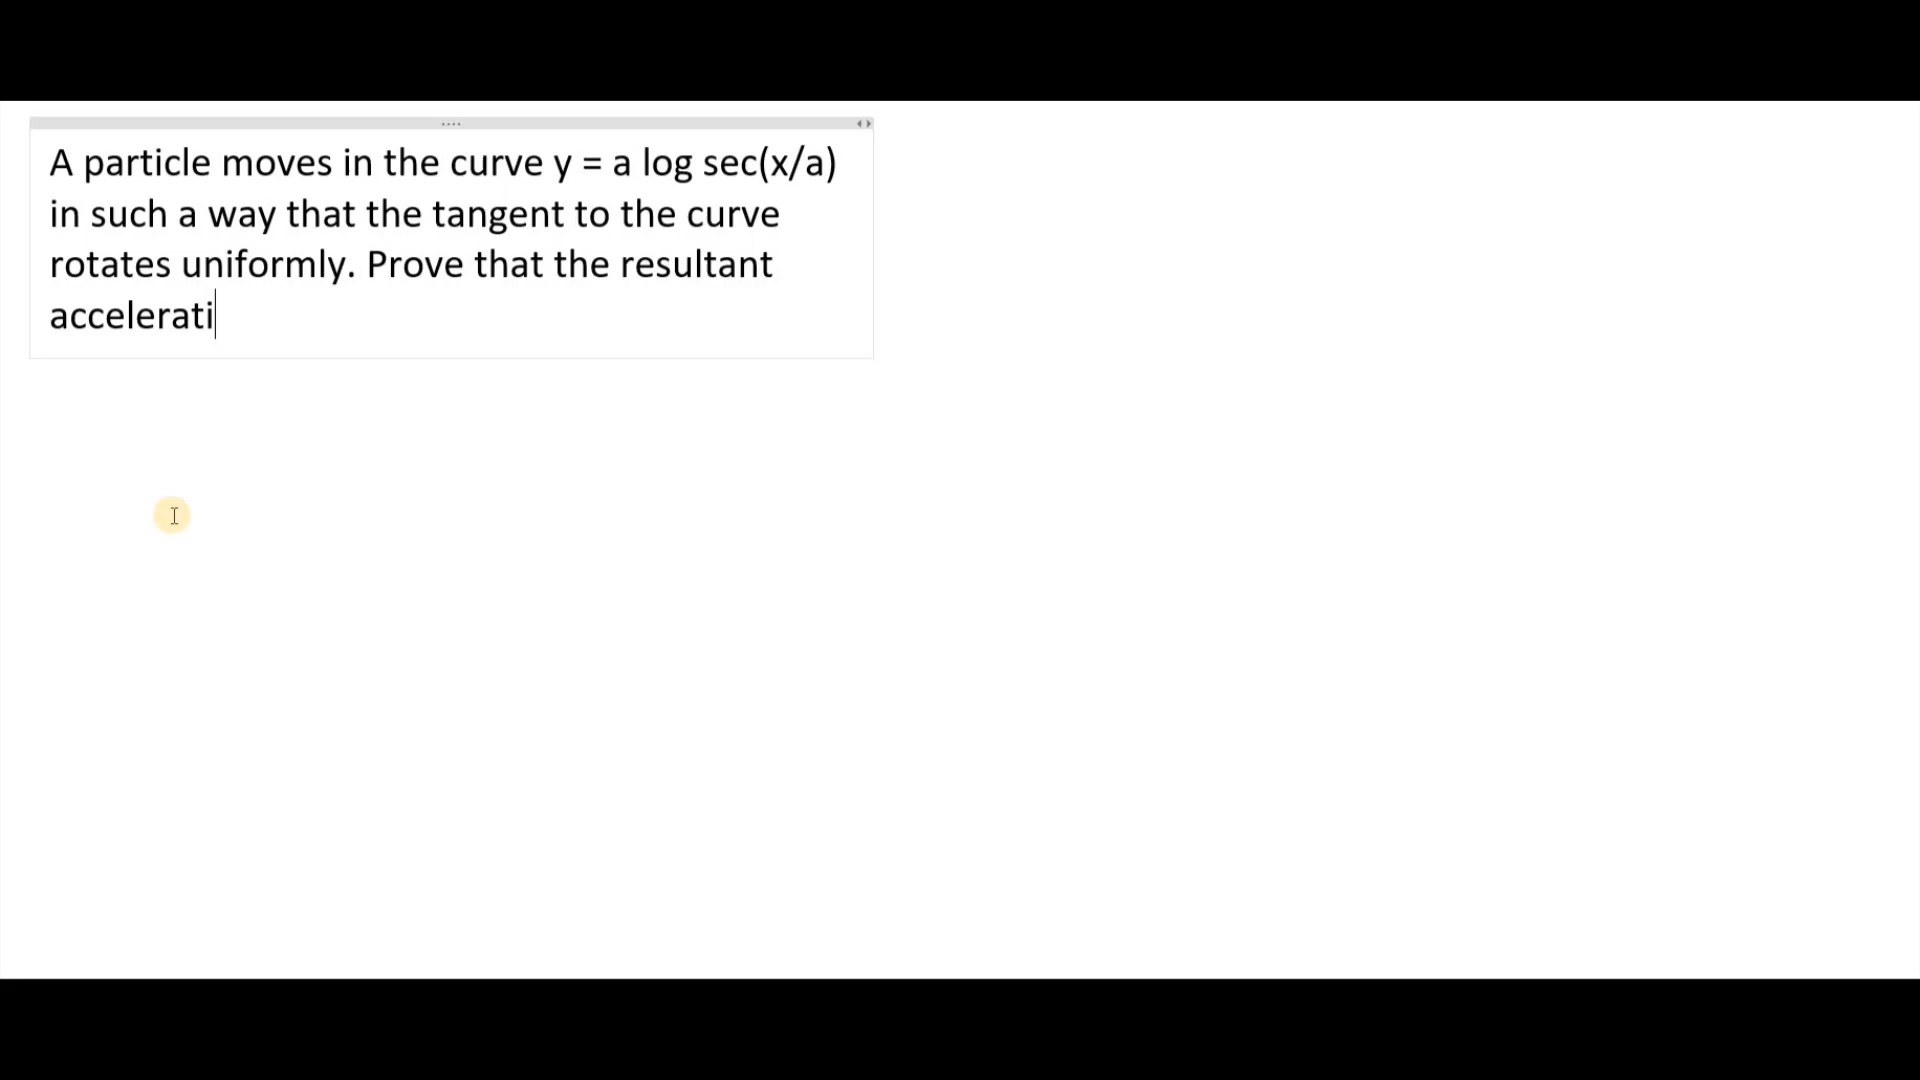 A particle moves in the curve y = a log sec(x/a)
in such a way that the tangent to the curve
rotates uniformly. Prove that the resultant
accelerati